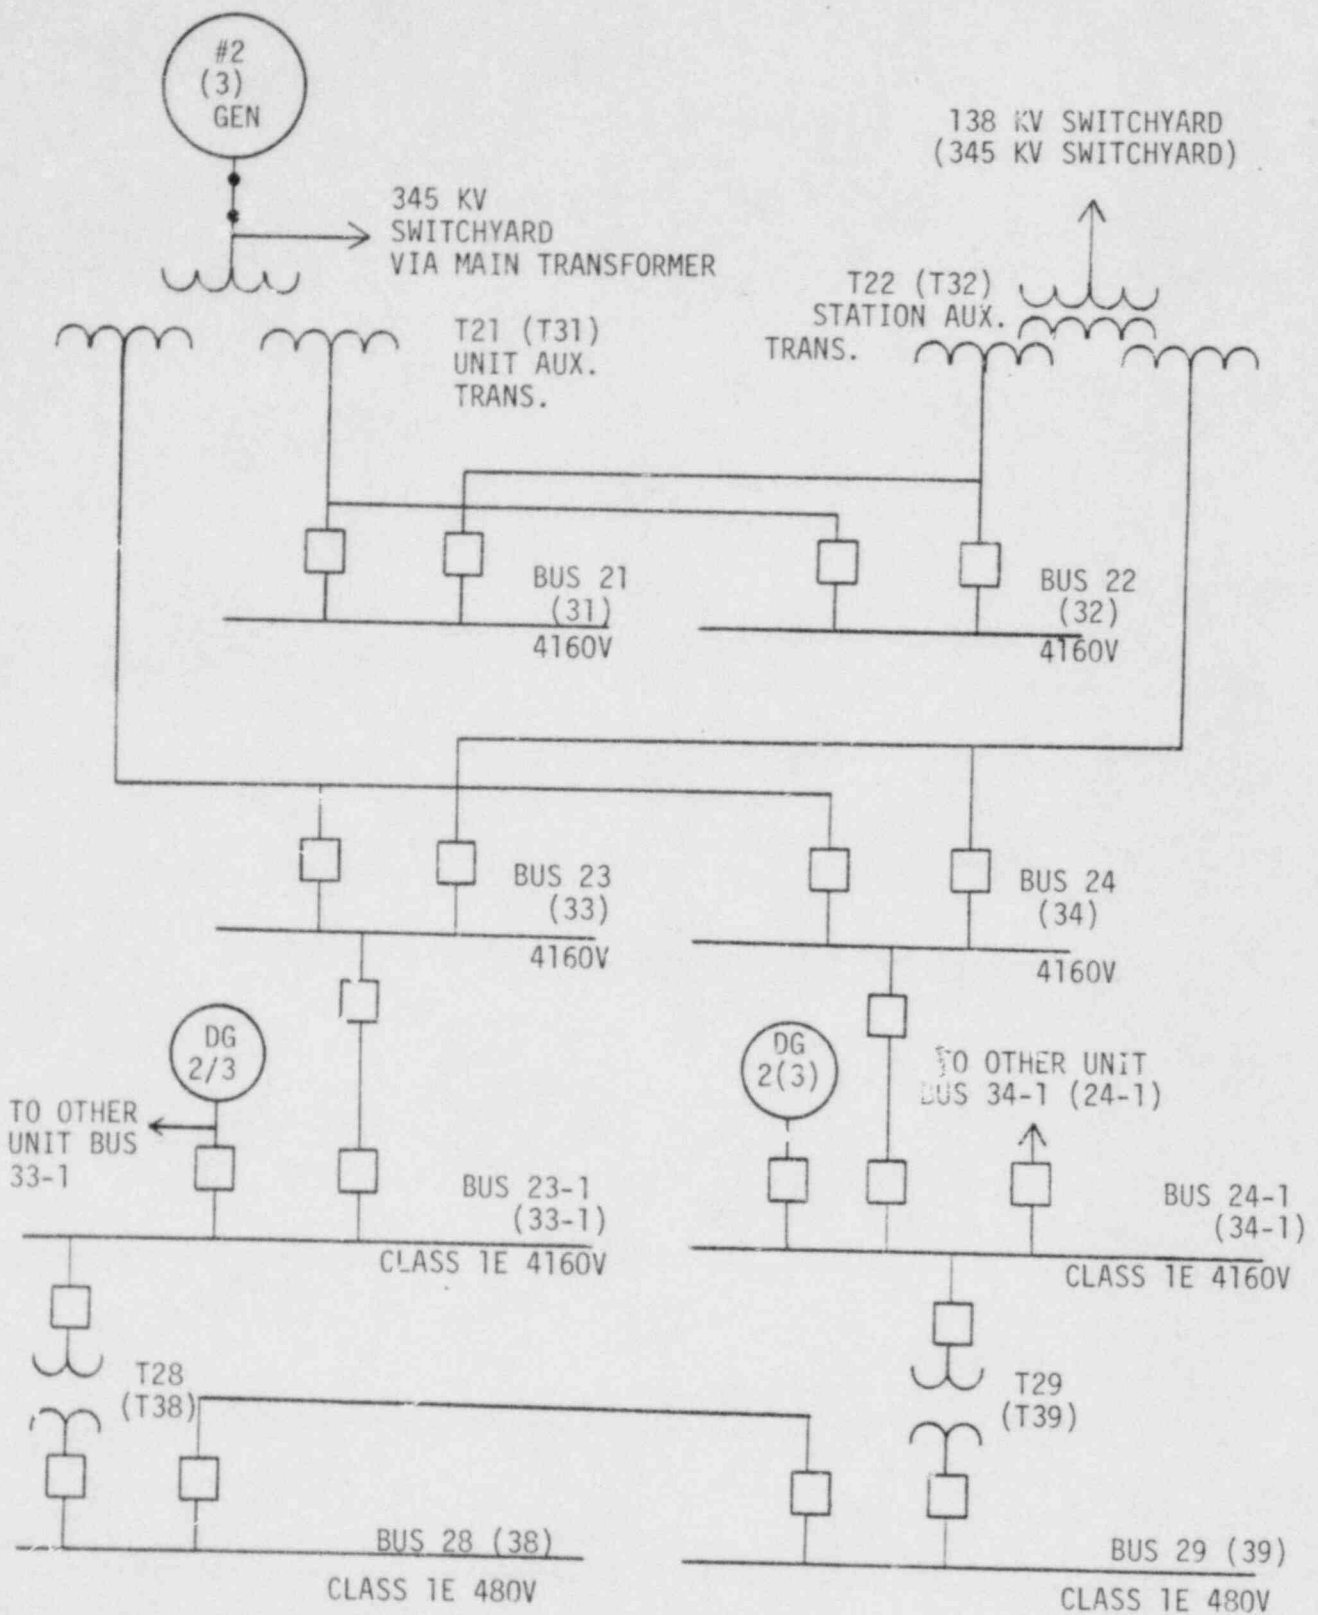 #2
(3)
GEN
138 KV SWITCHYARD
(345 KV SWITCHYARD)
345 KV
SWITCHYARD
VIA MAIN TRANSFORMER
T22 (T32)
STATION AUX.
TRANS.
T21 (T31)
UNIT AUX.
TRANS.
BUS 21
(31)
4160V
BUS 22
(32)
4160V
BUS 23
(33)
4160V
BUS 24
(34)
4160V
DG
2/3
DG
2(3)
TO OTHER UNIT
BUS 34-1 (24-1)
TO OTHER
UNIT BUS
33-1
BUS 23-1
(33-1)
CLASS 1E 4160V
BUS 24-1
(34-1)
CLASS 1E 4160V
T28
(T38)
T29
(T39)
BUS 28 (38)
CLASS 1E 480V
BUS 29 (39)
CLASS 1E 480V